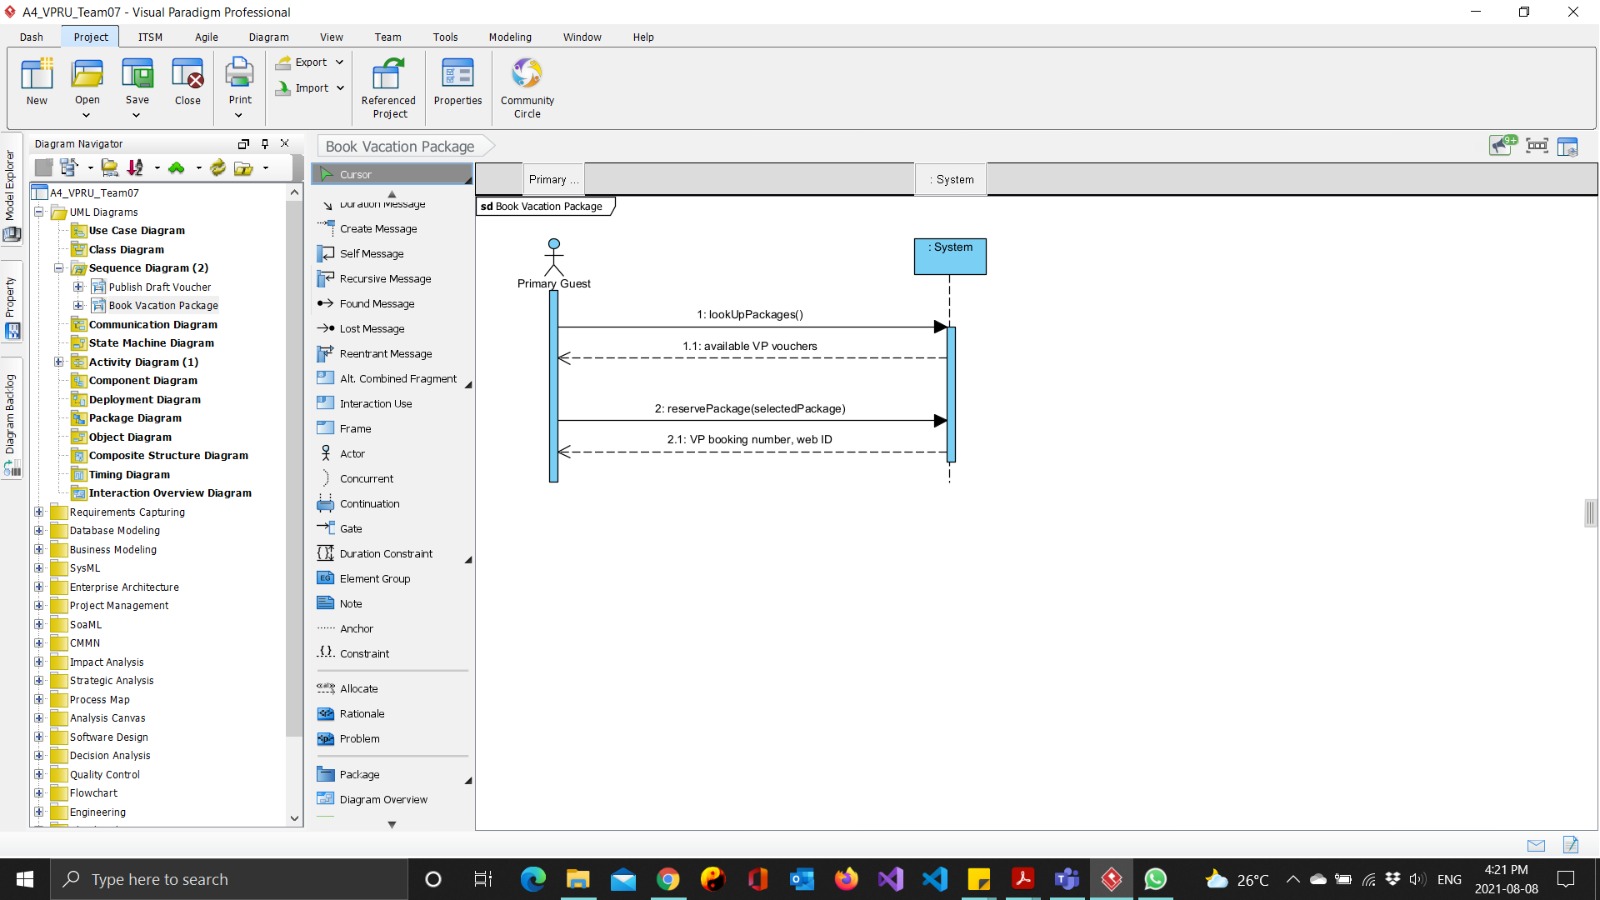 A4_VPRU_Team07 - Visual Paradigm Professional
Dash Project ITSM Agile Diagram View Team Tools Modeling Window Help
New Open Save Close Print Export Import Referenced Project Properties Community Circle
Diagram Navigator
Book Vacation Package
Model Explorer
Property
Diagram Backlog
A4_VPRU_Team07
UML Diagrams
Use Case Diagram
Class Diagram
Sequence Diagram (2)
Publish Draft Voucher
Book Vacation Package
Communication Diagram
State Machine Diagram
Activity Diagram (1)
Component Diagram
Deployment Diagram
Package Diagram
Object Diagram
Composite Structure Diagram
Timing Diagram
Interaction Overview Diagram
Requirements Capturing
Database Modeling
Business Modeling
SysML
Enterprise Architecture
Project Management
SoaML
CMMN
Impact Analysis
Strategic Analysis
Process Map
Analysis Canvas
Software Design
Decision Analysis
Quality Control
Flowchart
Engineering
Cursor
Duration Message
Create Message
Self Message
Recursive Message
Found Message
Lost Message
Reentrant Message
Alt. Combined Fragment
Interaction Use
Frame
Actor
Concurrent
Continuation
Gate
Duration Constraint
Element Group
Note
Anchor
Constraint
Allocate
Rationale
Problem
Package
Diagram Overview
Primary ... : System
sd Book Vacation Package
: System
Primary Guest
1: lookUpPackages()
1.1: available VP vouchers
2: reservePackage(selectedPackage)
2.1: VP booking number, web ID
Type here to search
26°C
ENG
4:21 PM
2021-08-08